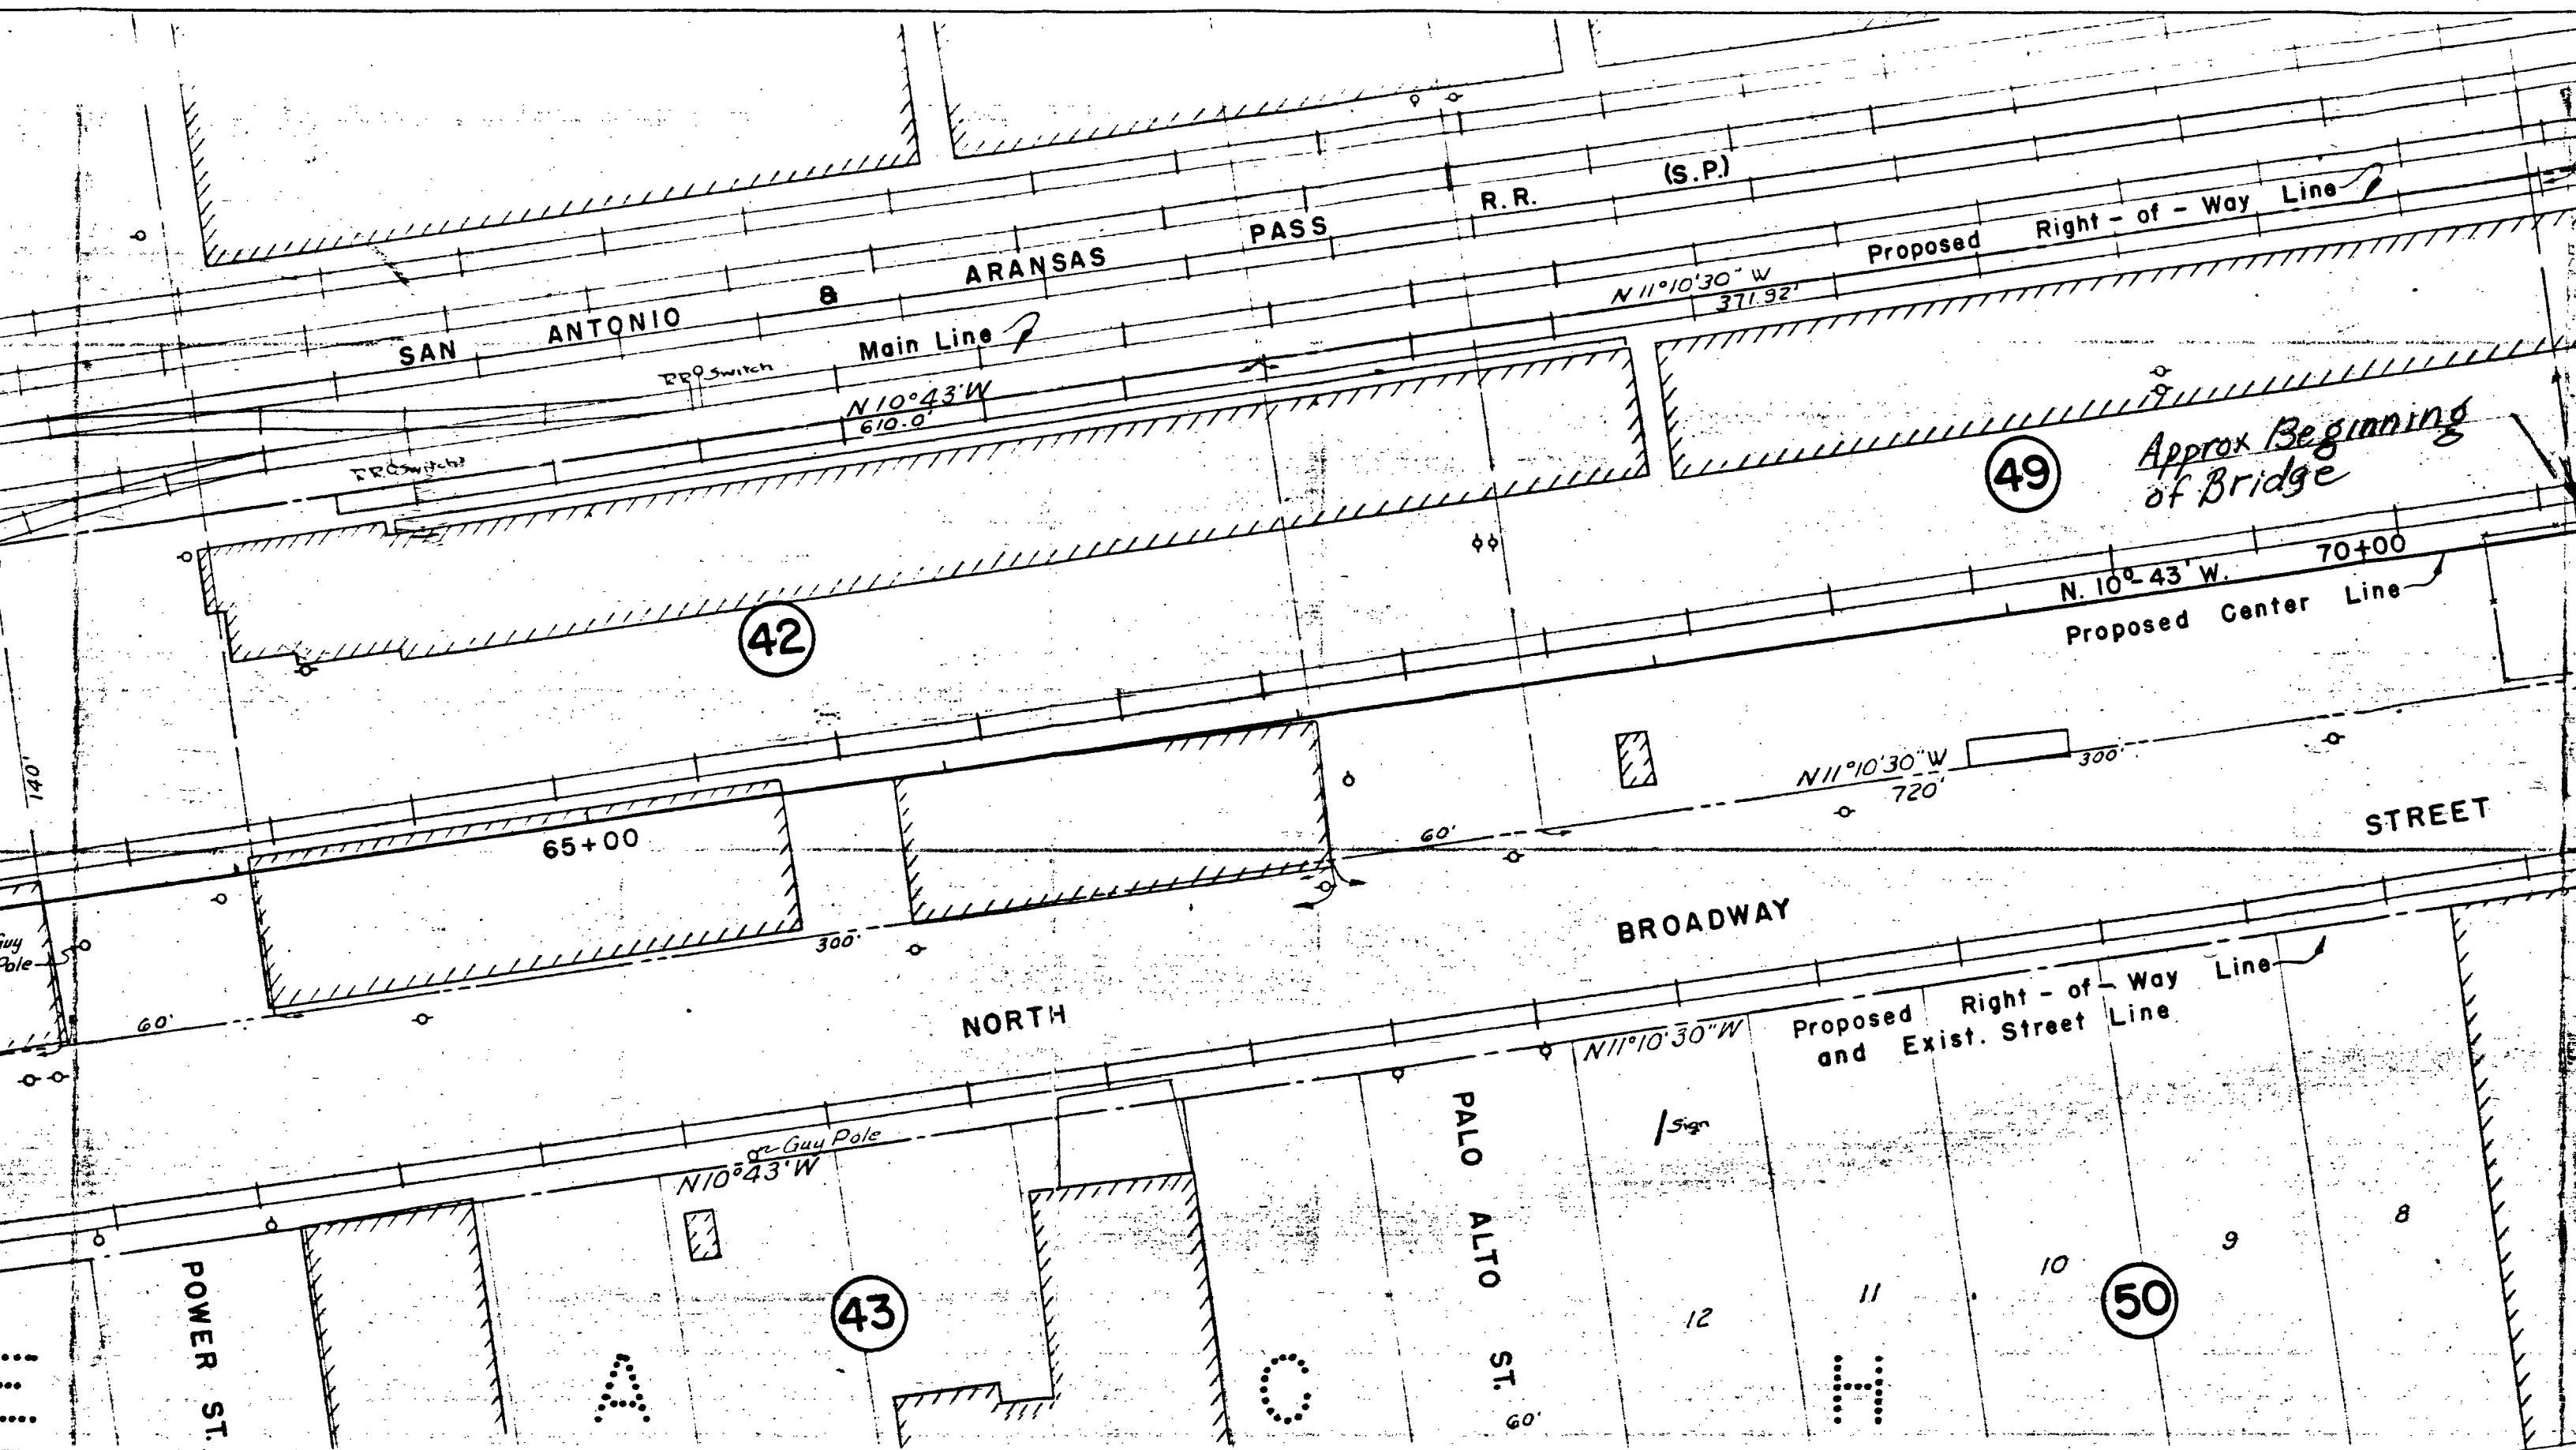 SAN ANTONIO & ARANSAS PASS R.R. (S.P.)
Main Line
Switch
N 10°43'W
610.0'
N 11°10'30" W
371.92'
Proposed Right-of-Way Line
49
Approx Beginning
of Bridge
42
N. 10°-43' W.
70+00
Proposed Center Line
140'
65+00
N 11°10'30"W
720'
300'
60'
300'
60'
Guy
Pole
NORTH BROADWAY STREET
Guy Pole
N 10°43'W
N 11°10'30"W
Proposed Right-of-Way Line
and Exist. Street Line
POWER ST.
PALO ALTO ST.
60'
Sign
43
50
12
11
10
9
8
E A C H